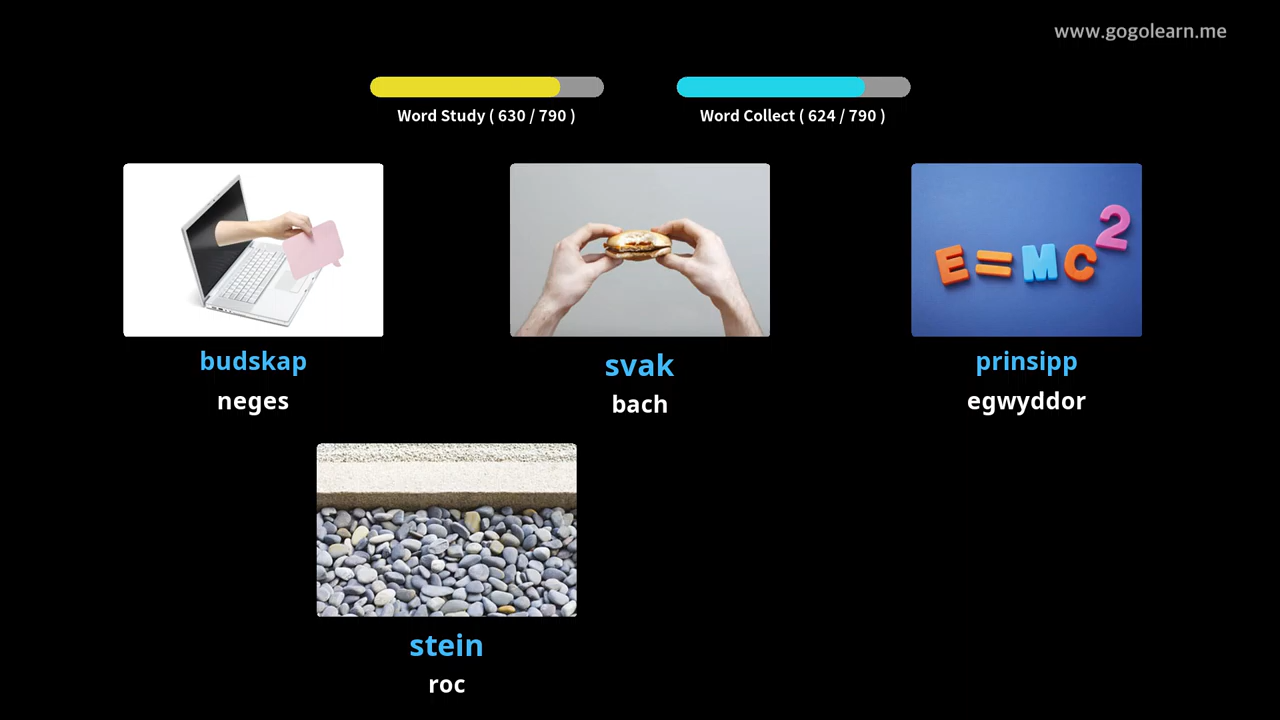 www.gogolearn.me
Word Study ( 630 / 790 )
Word Collect ( 624 / 790 )
E=MC2
budskap
neges
svak
bach
prinsipp
egwyddor
stein
roc